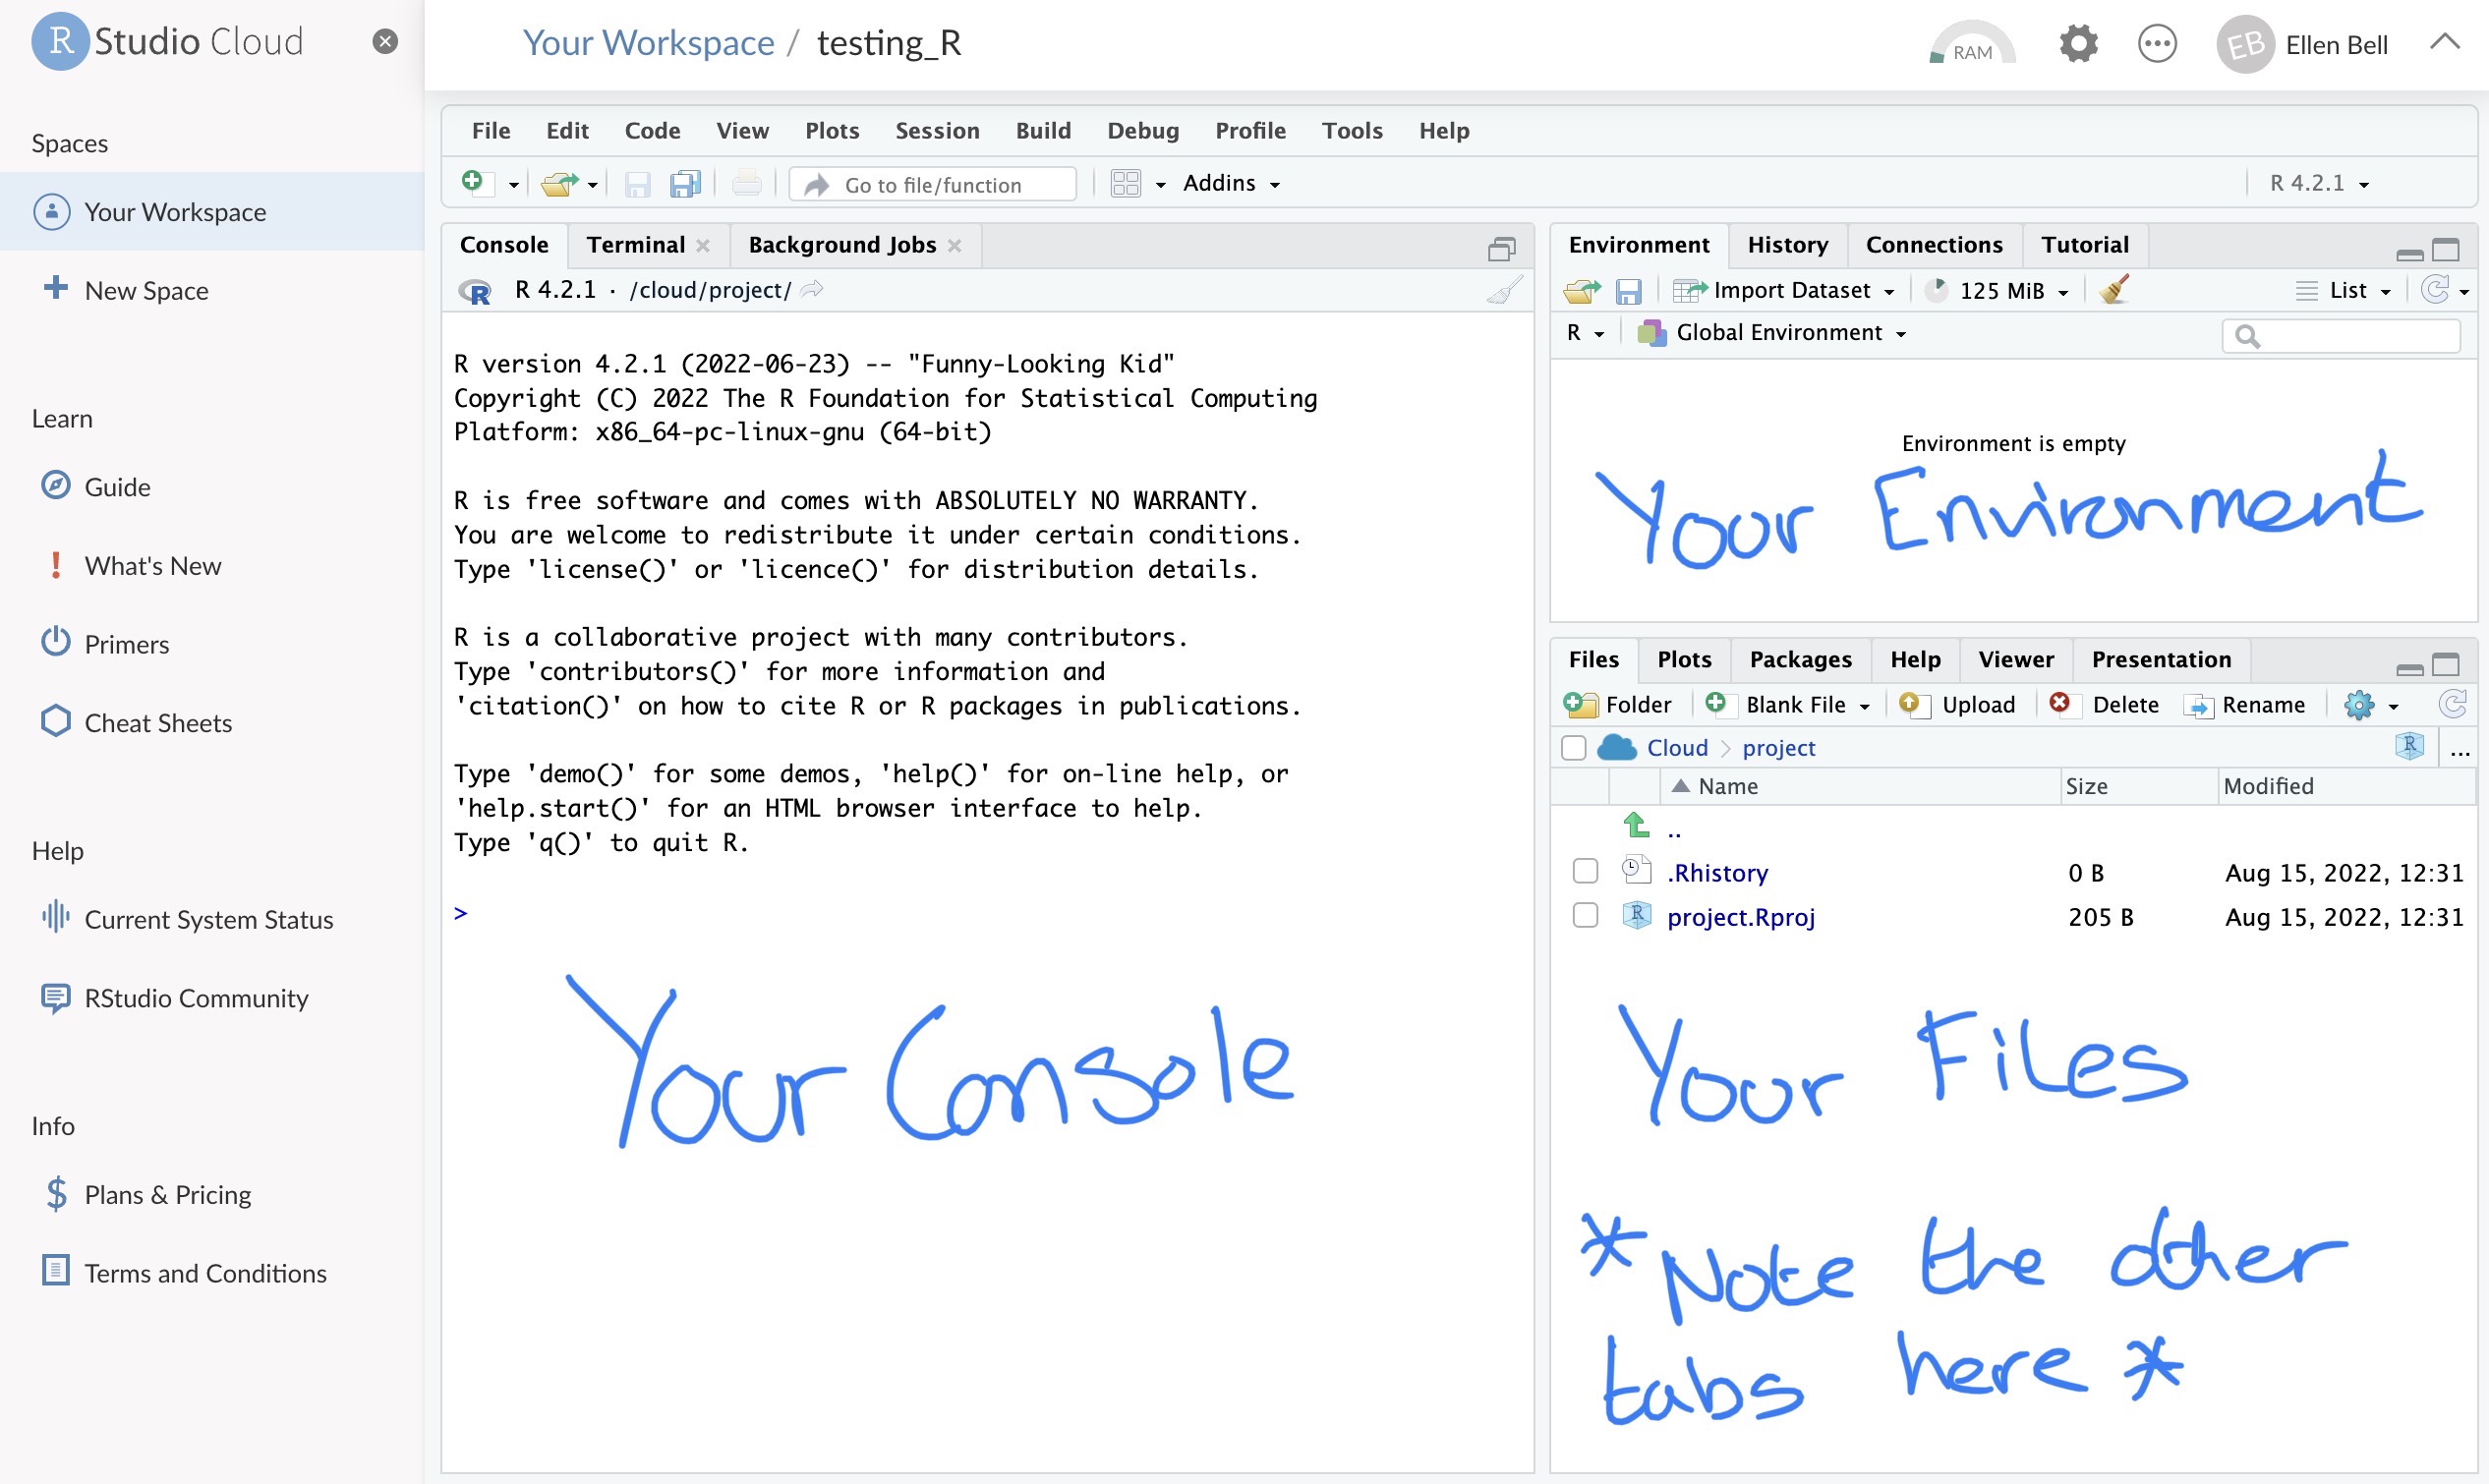 R Studio Cloud
Spaces
Your Workspace
New Space
Learn
Guide
What's New
Primers
Cheat Sheets
Help
Current System Status
RStudio Community
Info
Plans & Pricing
Terms and Conditions
Your Workspace / testing_R
RAM
EB Ellen Bell
File Edit Code View Plots Session Build Debug Profile Tools Help
Go to file/function Addins R 4.2.1
Console Terminal Background Jobs
R 4.2.1 · /cloud/project/
R version 4.2.1 (2022-06-23) -- "Funny-Looking Kid"
Copyright (C) 2022 The R Foundation for Statistical Computing
Platform: x86_64-pc-linux-gnu (64-bit)
R is free software and comes with ABSOLUTELY NO WARRANTY.
You are welcome to redistribute it under certain conditions.
Type 'license()' or 'licence()' for distribution details.
R is a collaborative project with many contributors.
Type 'contributors()' for more information and
'citation()' on how to cite R or R packages in publications.
Type 'demo()' for some demos, 'help()' for on-line help, or
'help.start()' for an HTML browser interface to help.
Type 'q()' to quit R.
>
Your Console
Environment History Connections Tutorial
Import Dataset 125 MiB List
R Global Environment
Environment is empty
Your Environment
Files Plots Packages Help Viewer Presentation
Folder Blank File Upload Delete Rename
Cloud > project R ...
Name Size Modified
..
.Rhistory 0 B Aug 15, 2022, 12:31
project.Rproj 205 B Aug 15, 2022, 12:31
Your Files
*Note the other
tabs here *